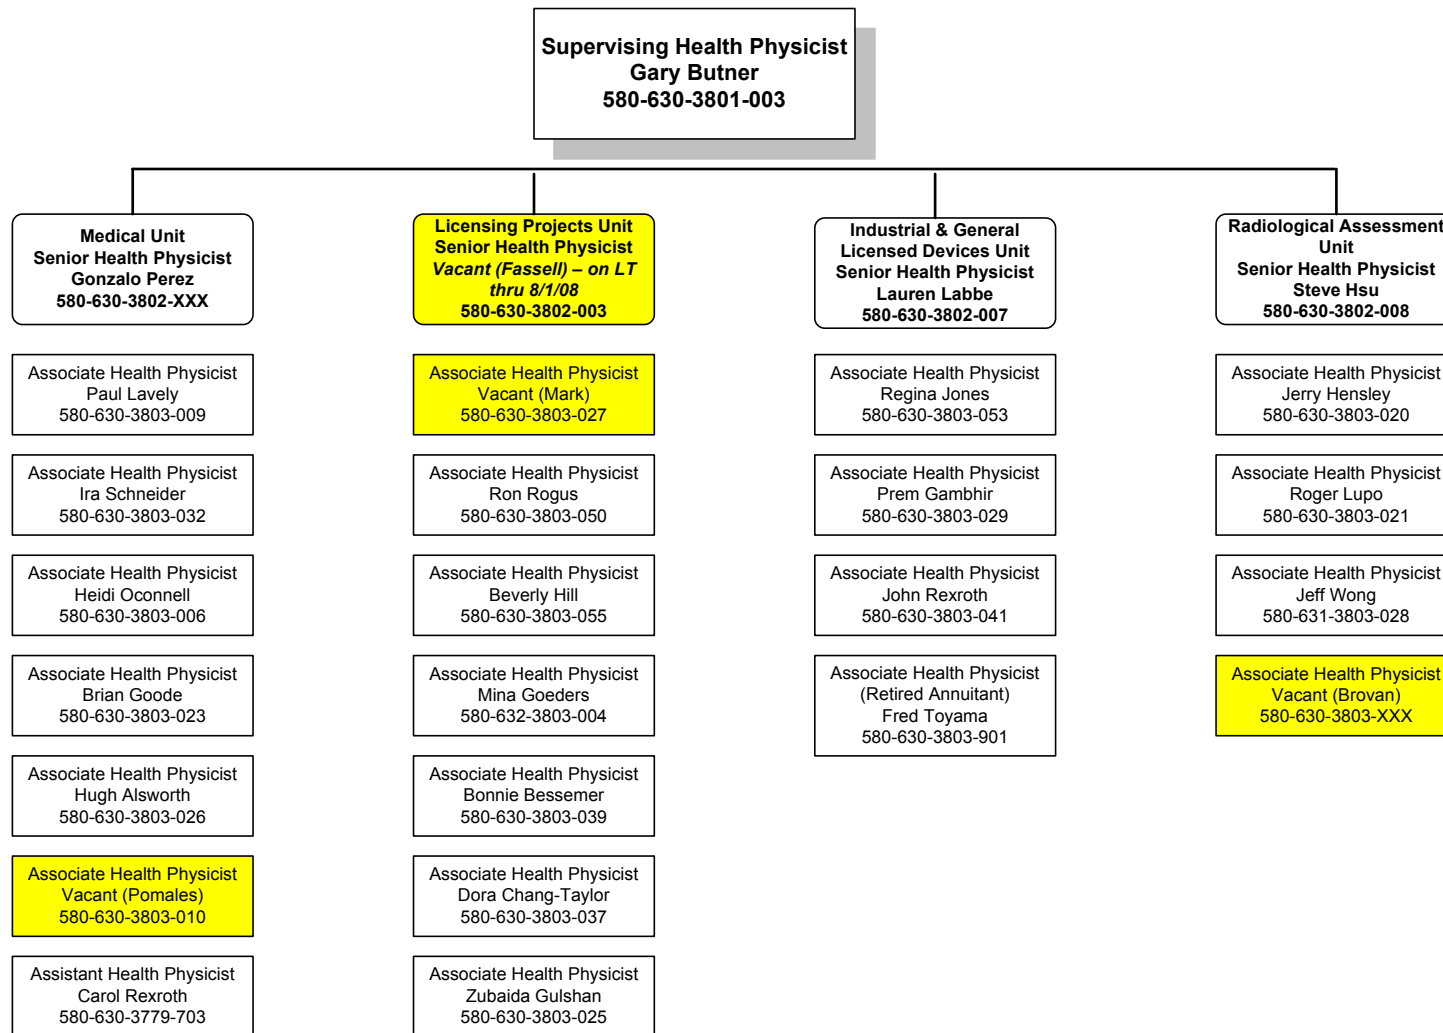 Supervising Health Physicist
Gary Butner
580-630-3801-003
Medical Unit
Senior Health Physicist
Gonzalo Perez
580-630-3802-XXX
Associate Health Physicist
Paul Lavely
580-630-3803-009
Associate Health Physicist
Ira Schneider
580-630-3803-032
Associate Health Physicist
Heidi Oconnell
580-630-3803-006
Associate Health Physicist
Brian Goode
580-630-3803-023
Associate Health Physicist
Hugh Alsworth
580-630-3803-026
Associate Health Physicist
Vacant (Pomales)
580-630-3803-010
Assistant Health Physicist
Carol Rexroth
580-630-3779-703
Licensing Projects Unit
Senior Health Physicist
Vacant (Fassell) – on LT
thru 8/1/08
580-630-3802-003
Associate Health Physicist
Vacant (Mark)
580-630-3803-027
Associate Health Physicist
Ron Rogus
580-630-3803-050
Associate Health Physicist
Beverly Hill
580-630-3803-055
Associate Health Physicist
Mina Goeders
580-632-3803-004
Associate Health Physicist
Bonnie Bessemer
580-630-3803-039
Associate Health Physicist
Dora Chang-Taylor
580-630-3803-037
Associate Health Physicist
Zubaida Gulshan
580-630-3803-025
Industrial & General
Licensed Devices Unit
Senior Health Physicist
Lauren Labbe
580-630-3802-007
Associate Health Physicist
Regina Jones
580-630-3803-053
Associate Health Physicist
Prem Gambhir
580-630-3803-029
Associate Health Physicist
John Rexroth
580-630-3803-041
Associate Health Physicist
(Retired Annuitant)
Fred Toyama
580-630-3803-901
Radiological Assessment
Unit
Senior Health Physicist
Steve Hsu
580-630-3802-008
Associate Health Physicist
Jerry Hensley
580-630-3803-020
Associate Health Physicist
Roger Lupo
580-630-3803-021
Associate Health Physicist
Jeff Wong
580-631-3803-028
Associate Health Physicist
Vacant (Brovan)
580-630-3803-XXX